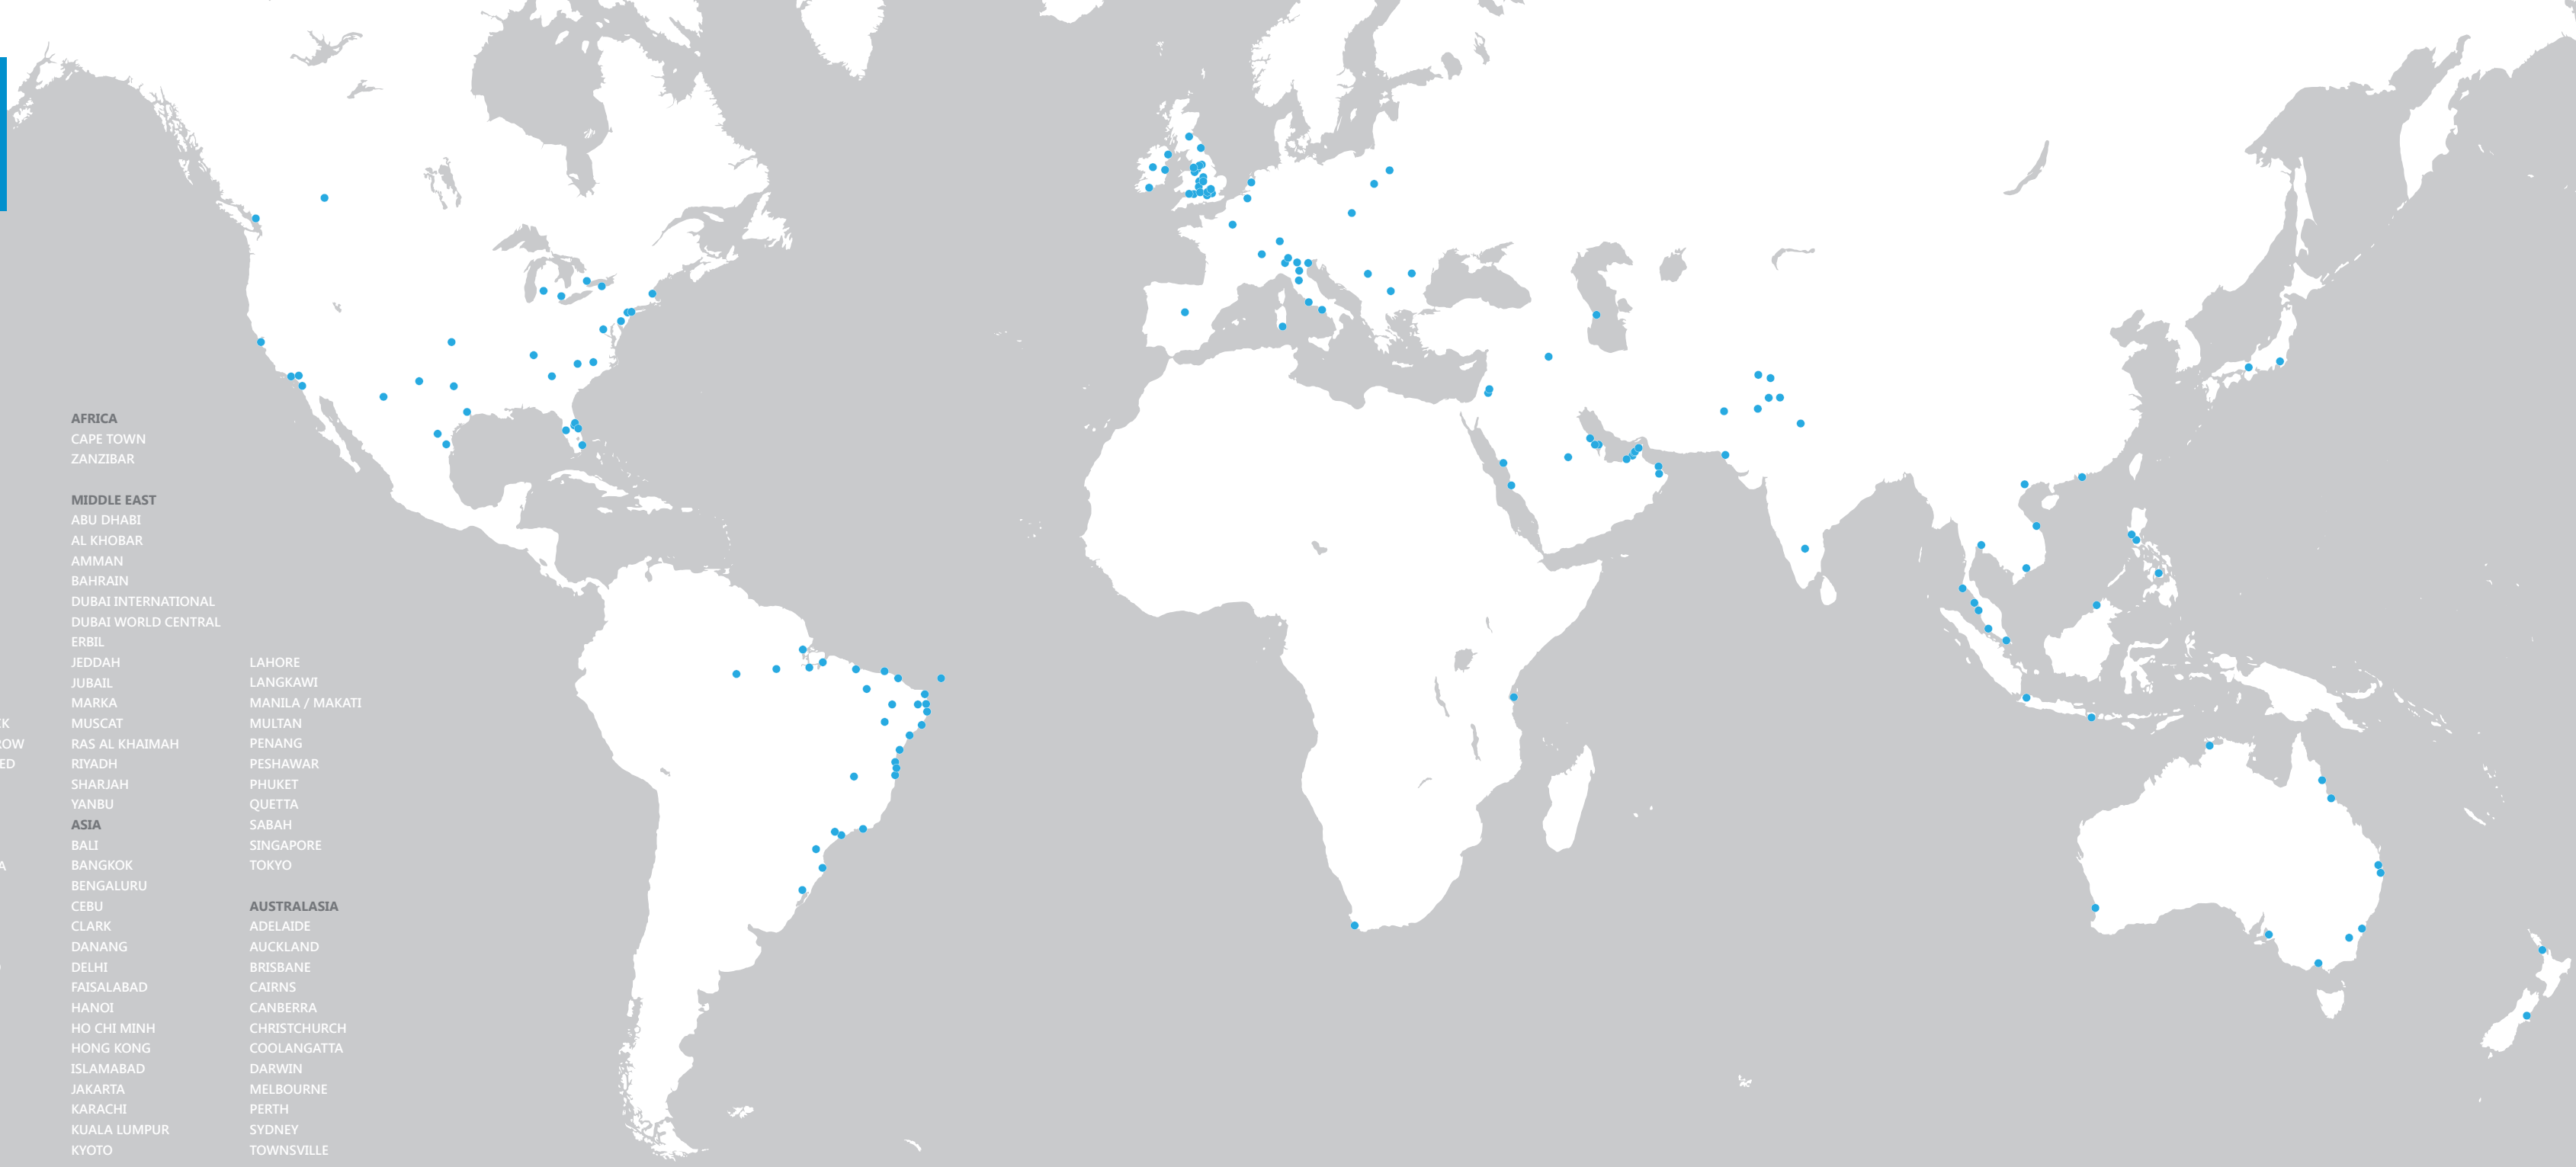 K
ROW
ED
A
AFRICA
CAPE TOWN
ZANZIBAR
MIDDLE EAST
ABU DHABI
AL KHOBAR
AMMAN
BAHRAIN
DUBAI INTERNATIONAL
DUBAI WORLD CENTRAL
ERBIL
JEDDAH
JUBAIL
MARKA
MUSCAT
RAS AL KHAIMAH
RIYADH
SHARJAH
YANBU
ASIA
BALI
BANGKOK
BENGALURU
CEBU
CLARK
DANANG
DELHI
FAISALABAD
HANOI
HO CHI MINH
HONG KONG
ISLAMABAD
JAKARTA
KARACHI
KUALA LUMPUR
KYOTO
LAHORE
LANGKAWI
MANILA / MAKATI
MULTAN
PENANG
PESHAWAR
PHUKET
QUETTA
SABAH
SINGAPORE
TOKYO
AUSTRALASIA
ADELAIDE
AUCKLAND
BRISBANE
CAIRNS
CANBERRA
CHRISTCHURCH
COOLANGATTA
DARWIN
MELBOURNE
PERTH
SYDNEY
TOWNSVILLE